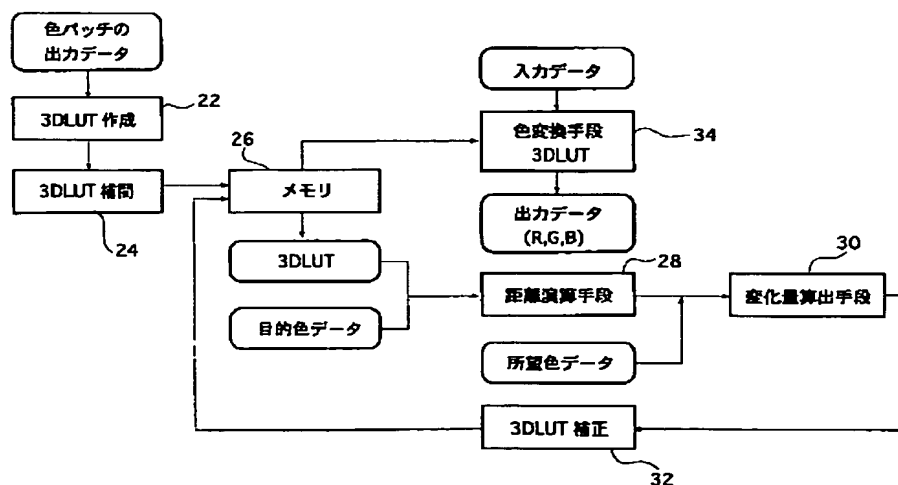 色パッチの
出力データ
22
3DLUT 作成
3DLUT 補間
24
26
メモリ
3DLUT
目的色データ
入力データ
色変換手段
3DLUT
34
出力データ
(R,G,B)
28
距離演算手段
所望色データ
30
変化量算出手段
3DLUT 補正
32